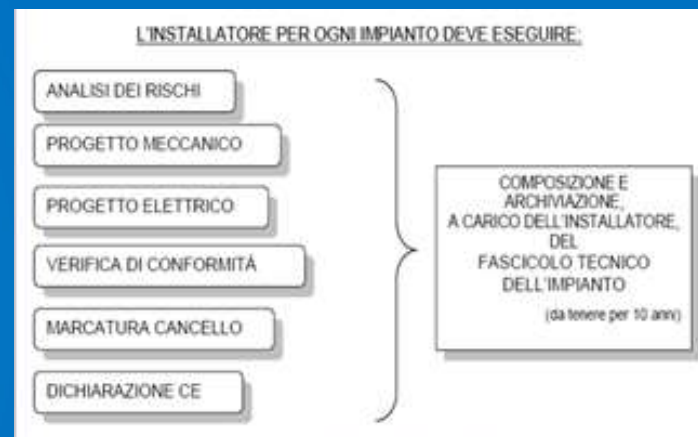 L'INSTALLATORE PER OGNI IMPIANTO DEVE ESEGUIRE:
ANALISI DEI RISCHI
PROGETTO MECCANICO
PROGETTO ELETTRICO
VERIFICA DI CONFORMITÁ
MARCATURA CANCELLO
DICHIARAZIONE CE
COMPOSIZIONE E
ARCHIVIAZIONE,
A CARICO DELL'INSTALLATORE,
DEL
FASCICOLO TECNICO
DELL'IMPIANTO
(da tenere per 10 anni)